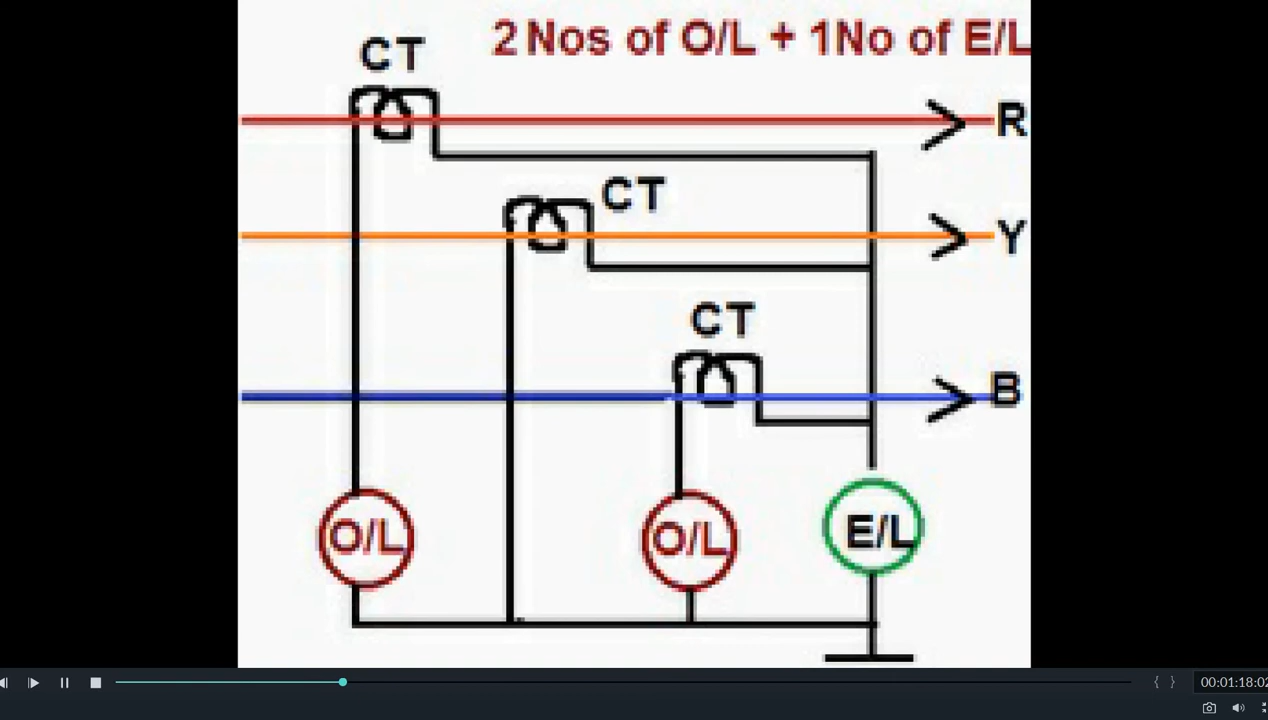 2 Nos of O/L + 1No of E/L
CT
R
CT
Y
CT
B
O/L
O/L
E/L
00:01:18:02